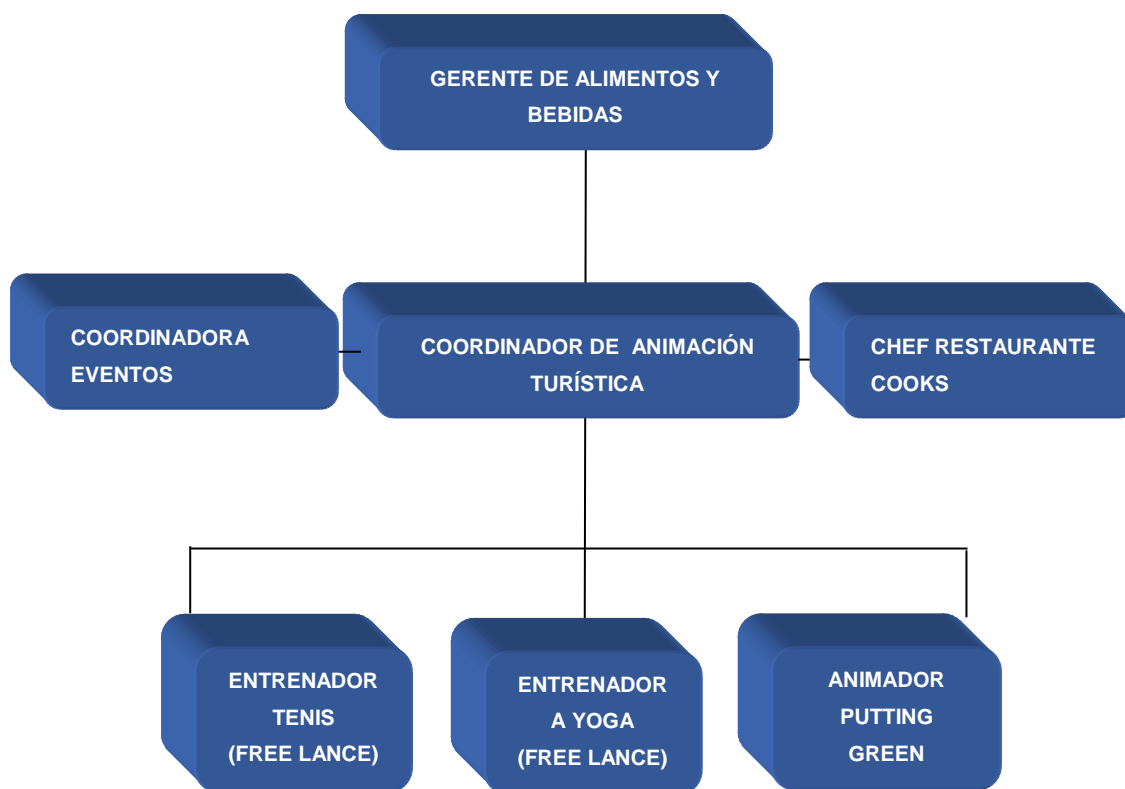 GERENTE DE ALIMENTOS Y
BEBIDAS
COORDINADORA
EVENTOS
COORDINADOR DE ANIMACIÓN
TURÍSTICA
CHEF RESTAURANTE
COOKS
ENTRENADOR
TENIS
(FREE LANCE)
ENTRENADOR
A YOGA
(FREE LANCE)
ANIMADOR
PUTTING
GREEN